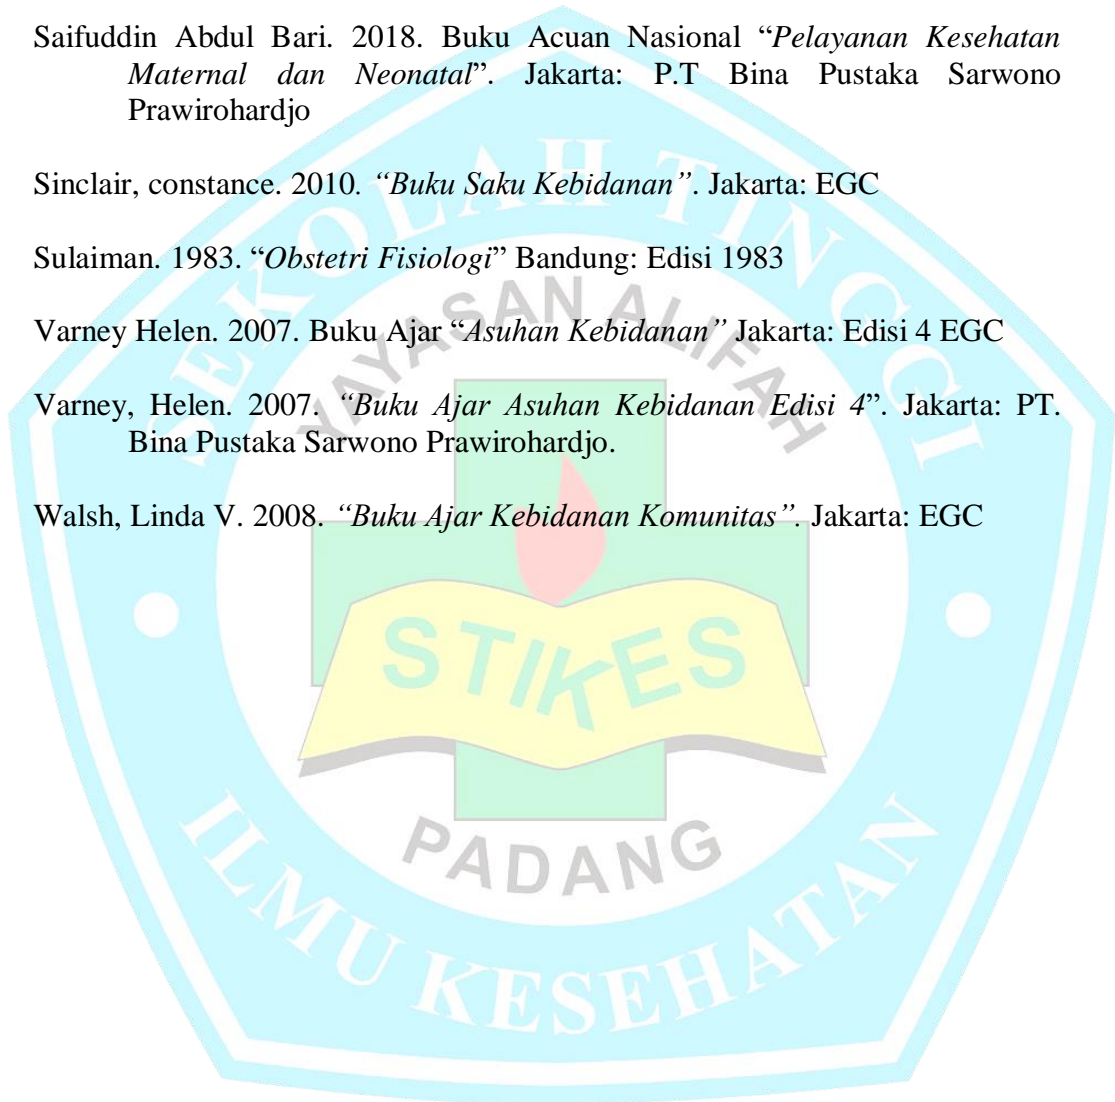 Saifuddin Abdul Bari. 2018. Buku Acuan Nasional “Pelayanan Kesehatan
Maternal dan Neonatal”. Jakarta: P.T Bina Pustaka Sarwono
Prawirohardjo
Sinclair, constance. 2010. “Buku Saku Kebidanan”. Jakarta: EGC
Sulaiman. 1983. “Obstetri Fisiologi” Bandung: Edisi 1983
Varney Helen. 2007. Buku Ajar “Asuhan Kebidanan” Jakarta: Edisi 4 EGC
Varney, Helen. 2007. “Buku Ajar Asuhan Kebidanan Edisi 4”. Jakarta: PT.
Bina Pustaka Sarwono Prawirohardjo.
Walsh, Linda V. 2008. “Buku Ajar Kebidanan Komunitas”. Jakarta: EGC
SEKOLAH TINGGI
YAYASAN ALIFAH
STIKES
PADANG
ILMU KESEHATAN